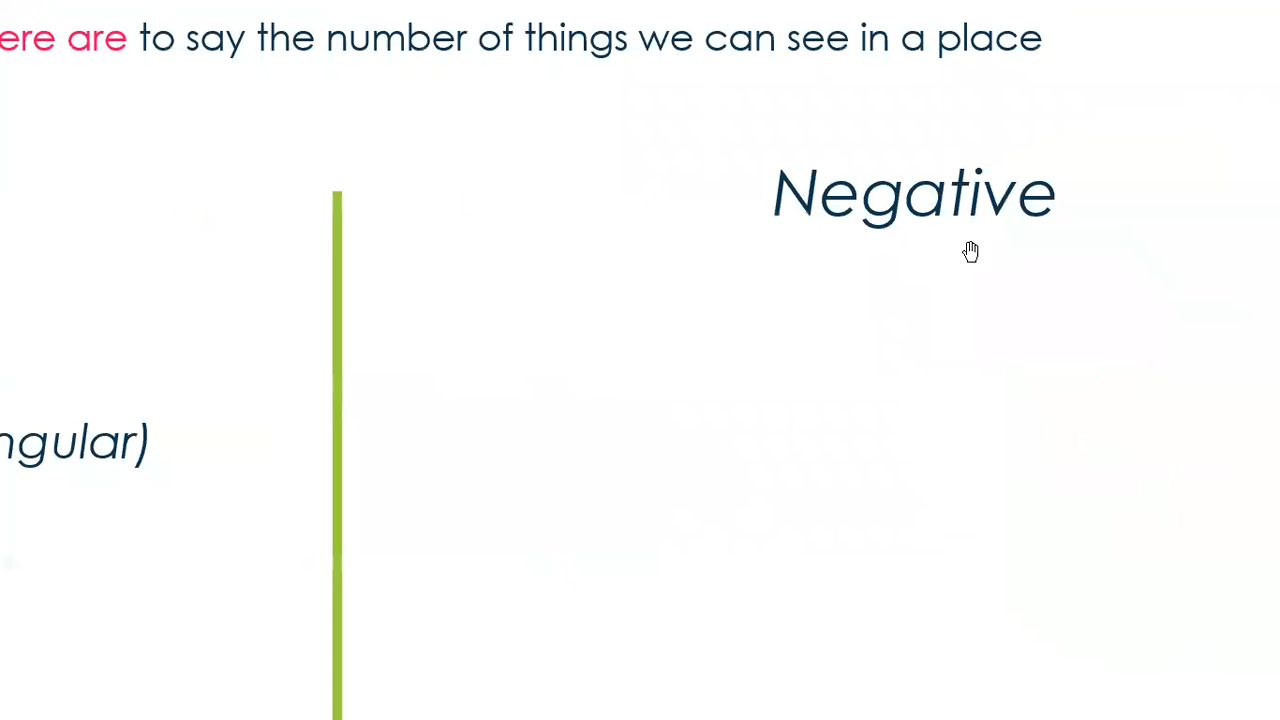 ere are to say the number of things we can see in a place
Negative
ngular)